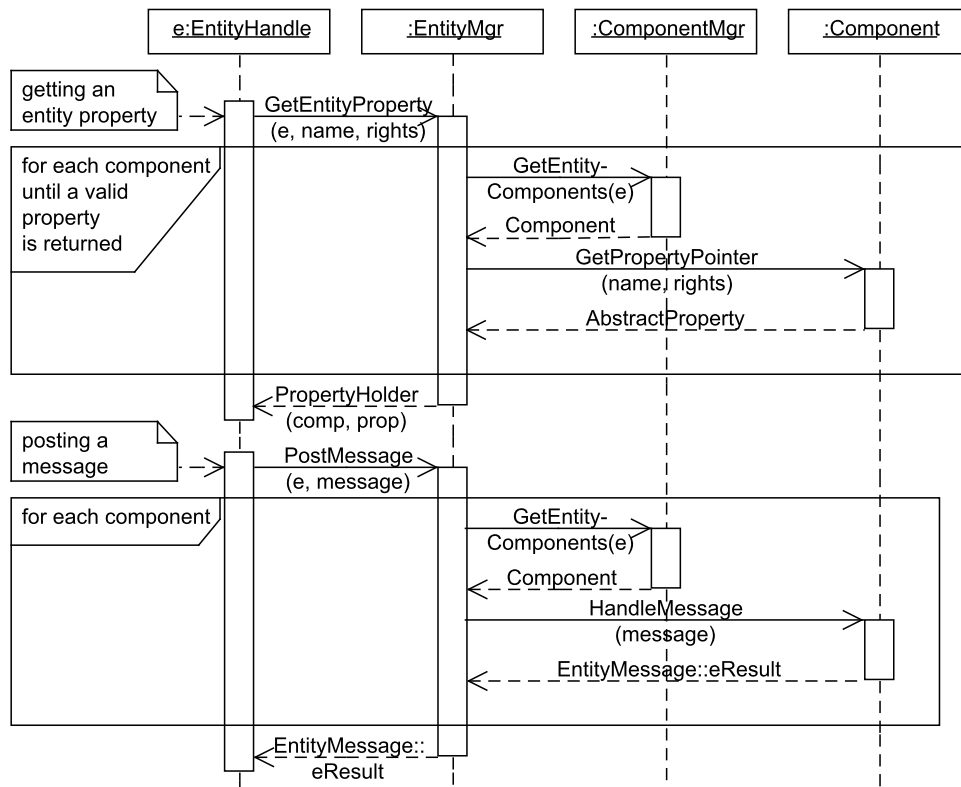 e:EntityHandle
:EntityMgr
:ComponentMgr
:Component
getting an
entity property
GetEntityProperty
(e, name, rights)
for each component
until a valid
property
is returned
GetEntity-
Components(e)
Component
GetPropertyPointer
(name, rights)
AbstractProperty
PropertyHolder
(comp, prop)
posting a
message
PostMessage
(e, message)
for each component
GetEntity-
Components(e)
Component
HandleMessage
(message)
EntityMessage::eResult
EntityMessage::
eResult